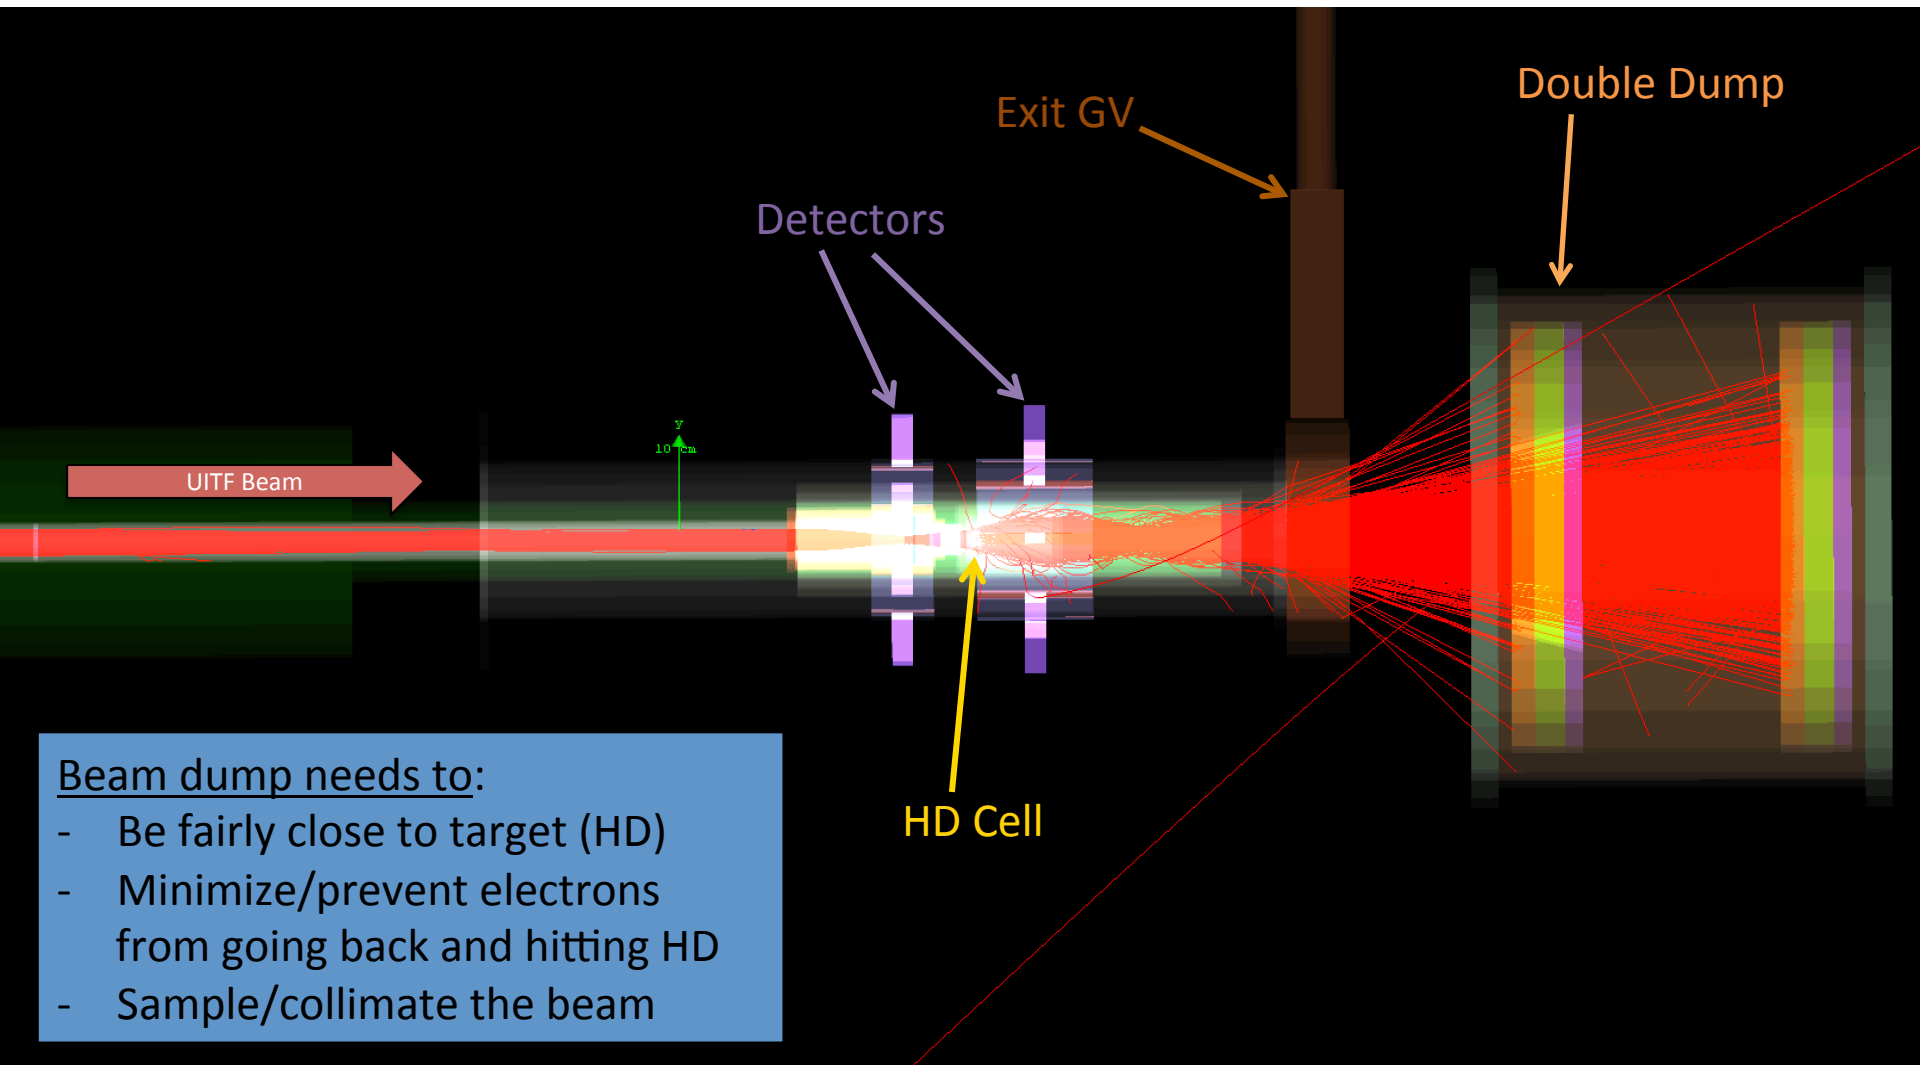 Double Dump
Exit GV
Detectors
y
10 cm
UITF Beam
HD Cell
Beam dump needs to:
- Be fairly close to target (HD)
- Minimize/prevent electrons
from going back and hitting HD
- Sample/collimate the beam